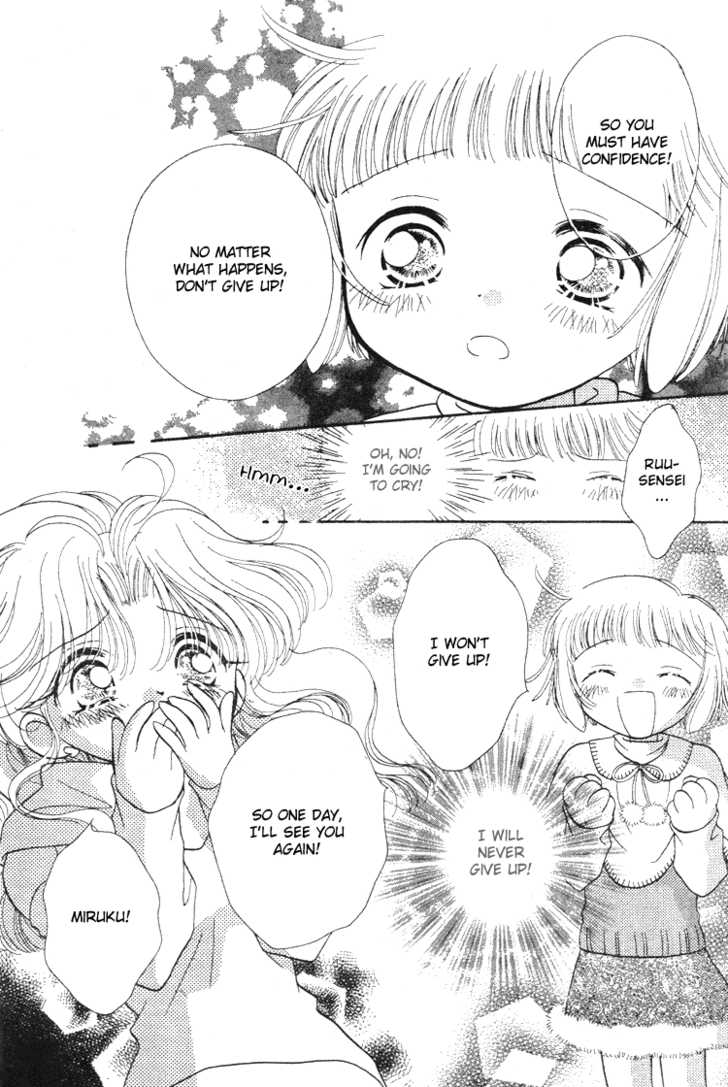 SO YOU
MUST HAVE
CONFIDENCE!
NO MATTER
WHAT HAPPENS,
DON'T GIVE UP!
RUU-
SENSEI
...
OH, NO!
I'M GOING
TO CRY!
HMM...
I WON'T
GIVE UP!
I WILL
NEVER
GIVE UP!
SO ONE DAY,
I'LL SEE YOU
AGAIN!
MIRUKU!